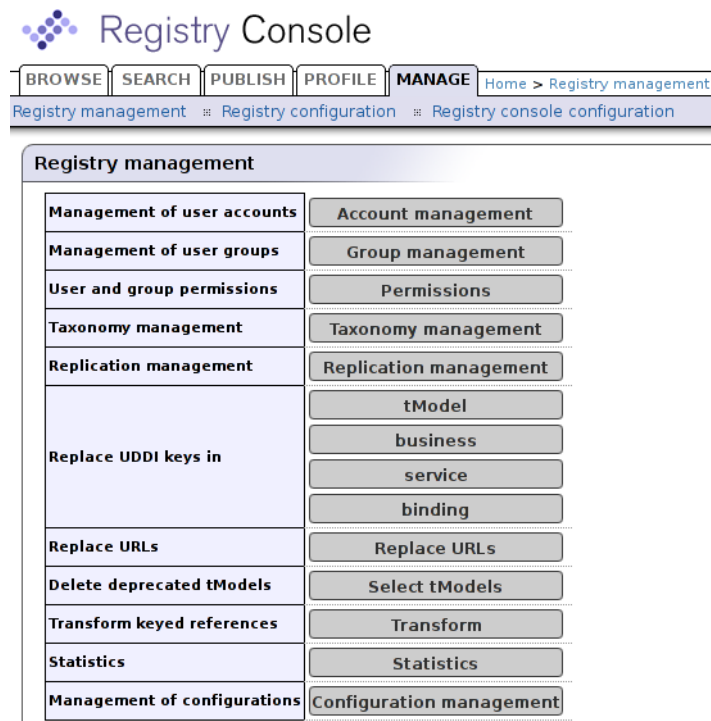 Registry Console
BROWSE SEARCH PUBLISH PROFILE MANAGE Home > Registry management
Registry management Registry configuration Registry console configuration
Registry management
Management of user accounts Account management
Management of user groups Group management
User and group permissions Permissions
Taxonomy management Taxonomy management
Replication management Replication management
tModel
business
Replace UDDI keys in
service
binding
Replace URLs Replace URLs
Delete deprecated tModels Select tModels
Transform keyed references Transform
Statistics Statistics
Management of configurations Configuration management